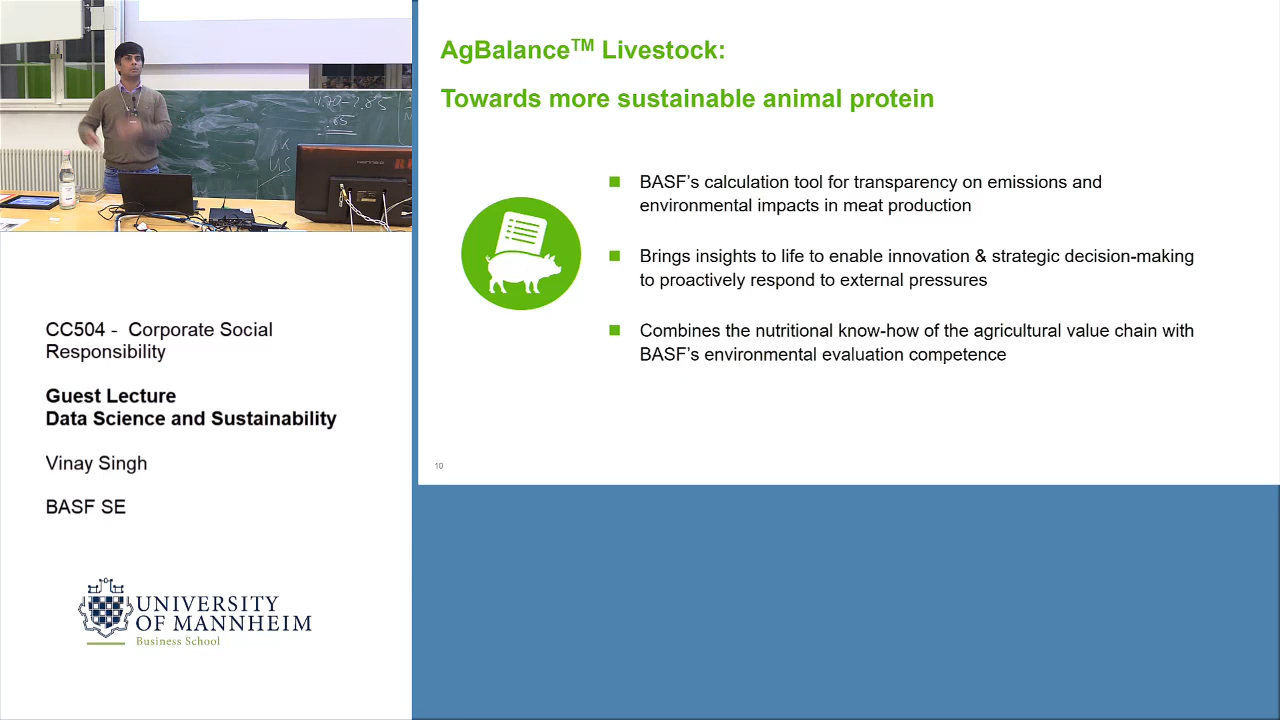 AgBalance™ Livestock:
Towards more sustainable animal protein
BASF's calculation tool for transparency on emissions and
environmental impacts in meat production
Brings insights to life to enable innovation & strategic decision-making
to proactively respond to external pressures
Combines the nutritional know-how of the agricultural value chain with
BASF's environmental evaluation competence
10
CC504 - Corporate Social
Responsibility
Guest Lecture
Data Science and Sustainability
Vinay Singh
BASF SE
UNIVERSITY
OF MANNHEIM
Business School